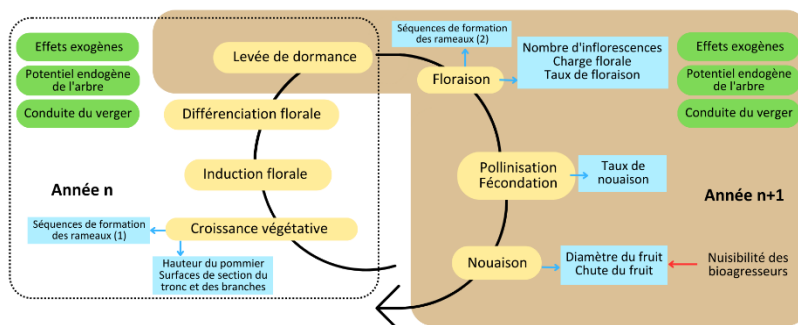 Effets exogènes
Potentiel endogène
de l'arbre
Conduite du verger
Année n
Levée de dormance
Différenciation florale
Induction florale
Croissance végétative
Séquences de formation
des rameaux (1)
Hauteur du pommier
Surfaces de section du
tronc et des branches
Séquences de formation
des rameaux (2)
Floraison
Nombre d'inflorescences
Charge florale
Taux de floraison
Pollinisation
Fécondation
Taux de
nouaison
Nouaison
Diamètre du fruit
Chute du fruit
Nuisibilité des
bioagresseurs
Effets exogènes
Potentiel endogène
de l'arbre
Conduite du verger
Année n+1